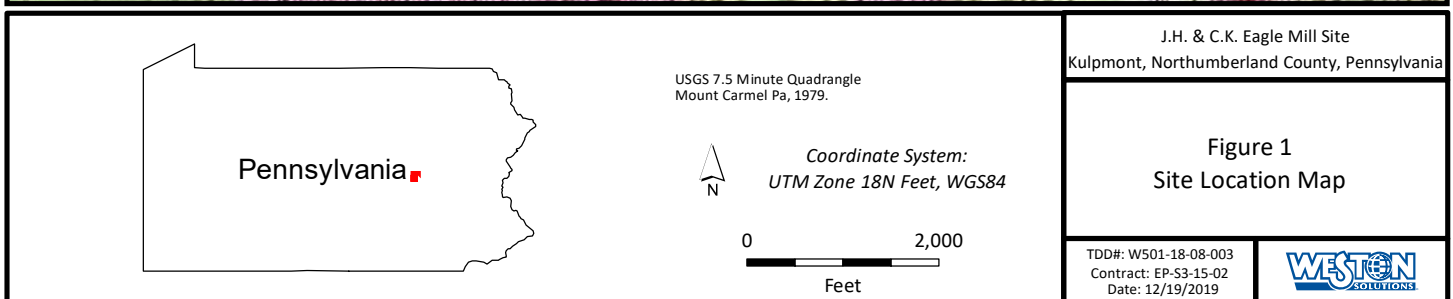 Pennsylvania
USGS 7.5 Minute Quadrangle
Mount Carmel Pa, 1979.
N
Coordinate System:
UTM Zone 18N Feet, WGS84
0 2,000
Feet
J.H. & C.K. Eagle Mill Site
Kulpmont, Northumberland County, Pennsylvania
Figure 1
Site Location Map
TDD#: W501-18-08-003
Contract: EP-S3-15-02
Date: 12/19/2019
WESTON
SOLUTIONS